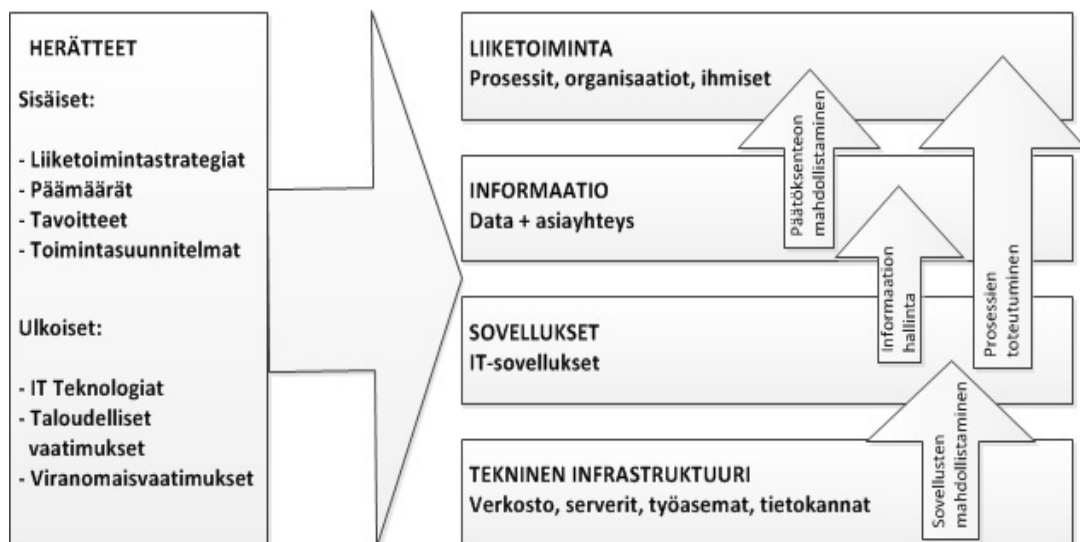 HERÄTTEET
Sisäiset:
- Liiketoimintastrategiat
- Päämäärät
- Tavoitteet
- Toimintasuunnitelmat
Ulkoiset:
- IT Teknologiat
- Taloudelliset
vaatimukset
- Viranomaisvaatimukset
LIIKETOIMINTA
Prosessit, organisaatiot, ihmiset
INFORMAATIO
Data + asiayhteys
SOVELLUKSET
IT-sovellukset
TEKNINEN INFRASTRUKTUURI
Verkosto, serverit, työasemat, tietokannat
Päätöksenteon
mahdollistaminen
Informaation
hallinta
Prosessien
toteutuminen
Sovellusten
mahdollistaminen